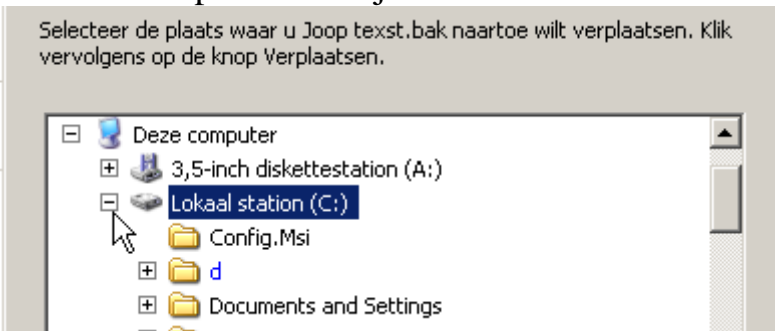 Selecteer de plaats waar u Joop texst.bak naartoe wilt verplaatsen. Klik
vervolgens op de knop Verplaatsen.
Deze computer
3,5-inch diskettestation (A:)
Lokaal station (C:)
Config.Msi
d
Documents and Settings